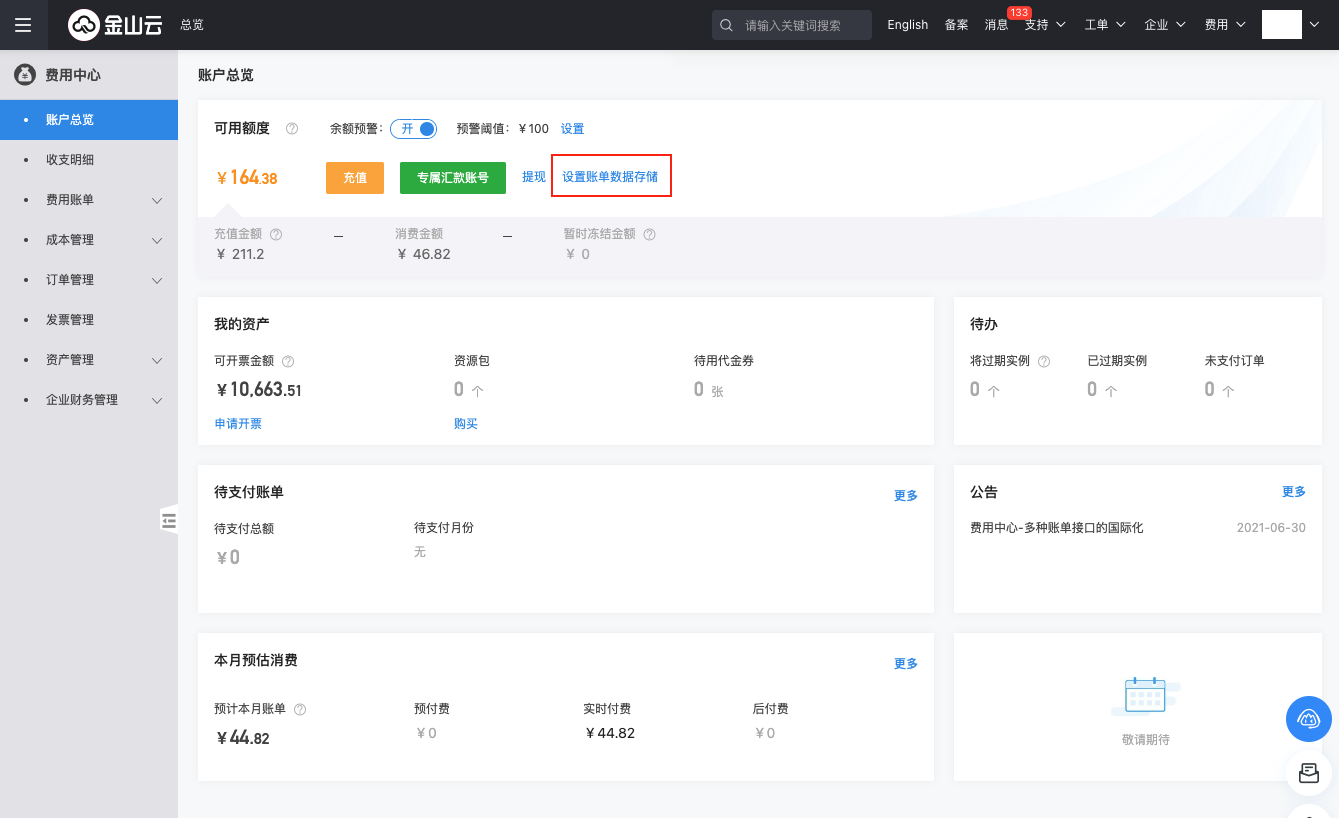 金山云 总览 请输入关键词搜索 English 备案 消息 133 支持 工单 企业 费用
费用中心
账户总览
收支明细
费用账单
成本管理
订单管理
发票管理
资产管理
企业财务管理
账户总览
可用额度 余额预警: 开 预警阈值: ¥100 设置
¥164.38 充值 专属汇款账号 提现 设置账单数据存储
充值金额 — 消费金额 — 暂时冻结金额
¥ 211.2 ¥ 46.82 ¥ 0
我的资产
可开票金额 资源包 待用代金券
¥10,663.51 0 个 0 张
申请开票 购买
待办
将过期实例 已过期实例 未支付订单
0 个 0 个 0 个
待支付账单 更多
待支付总额 待支付月份
¥0 无
公告 更多
费用中心-多种账单接口的国际化 2021-06-30
本月预估消费 更多
预计本月账单 预付费 实时付费 后付费
¥44.82 ¥0 ¥44.82 ¥0
敬请期待